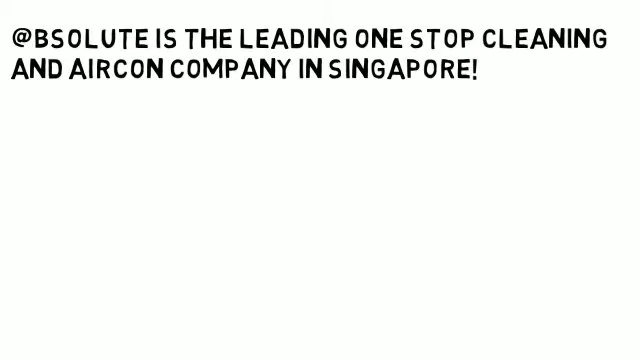 @BSOLUTE IS THE LEADING ONE STOP CLEANING
AND AIRCON COMPANY IN SINGAPORE!